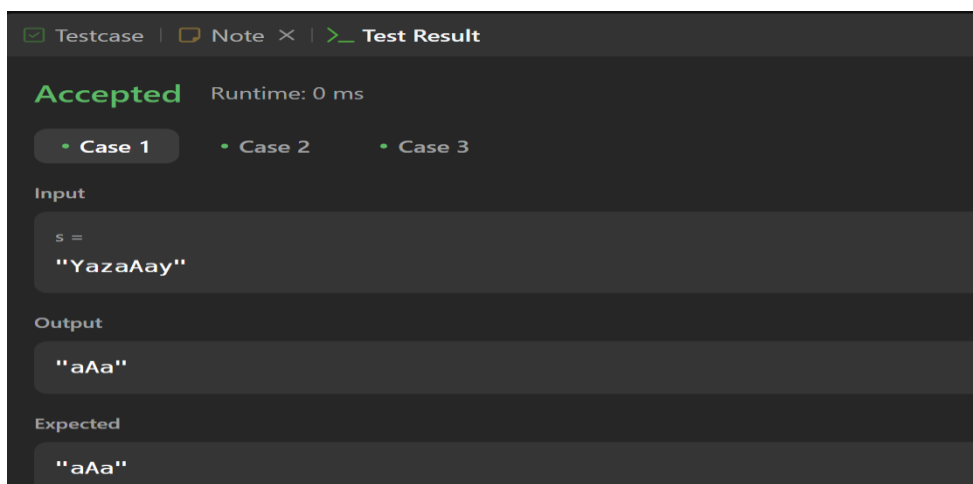 Testcase | Note × | >_ Test Result
Accepted Runtime: 0 ms
• Case 1 • Case 2 • Case 3
Input
s =
"YazaAay"
Output
"aAa"
Expected
"aAa"